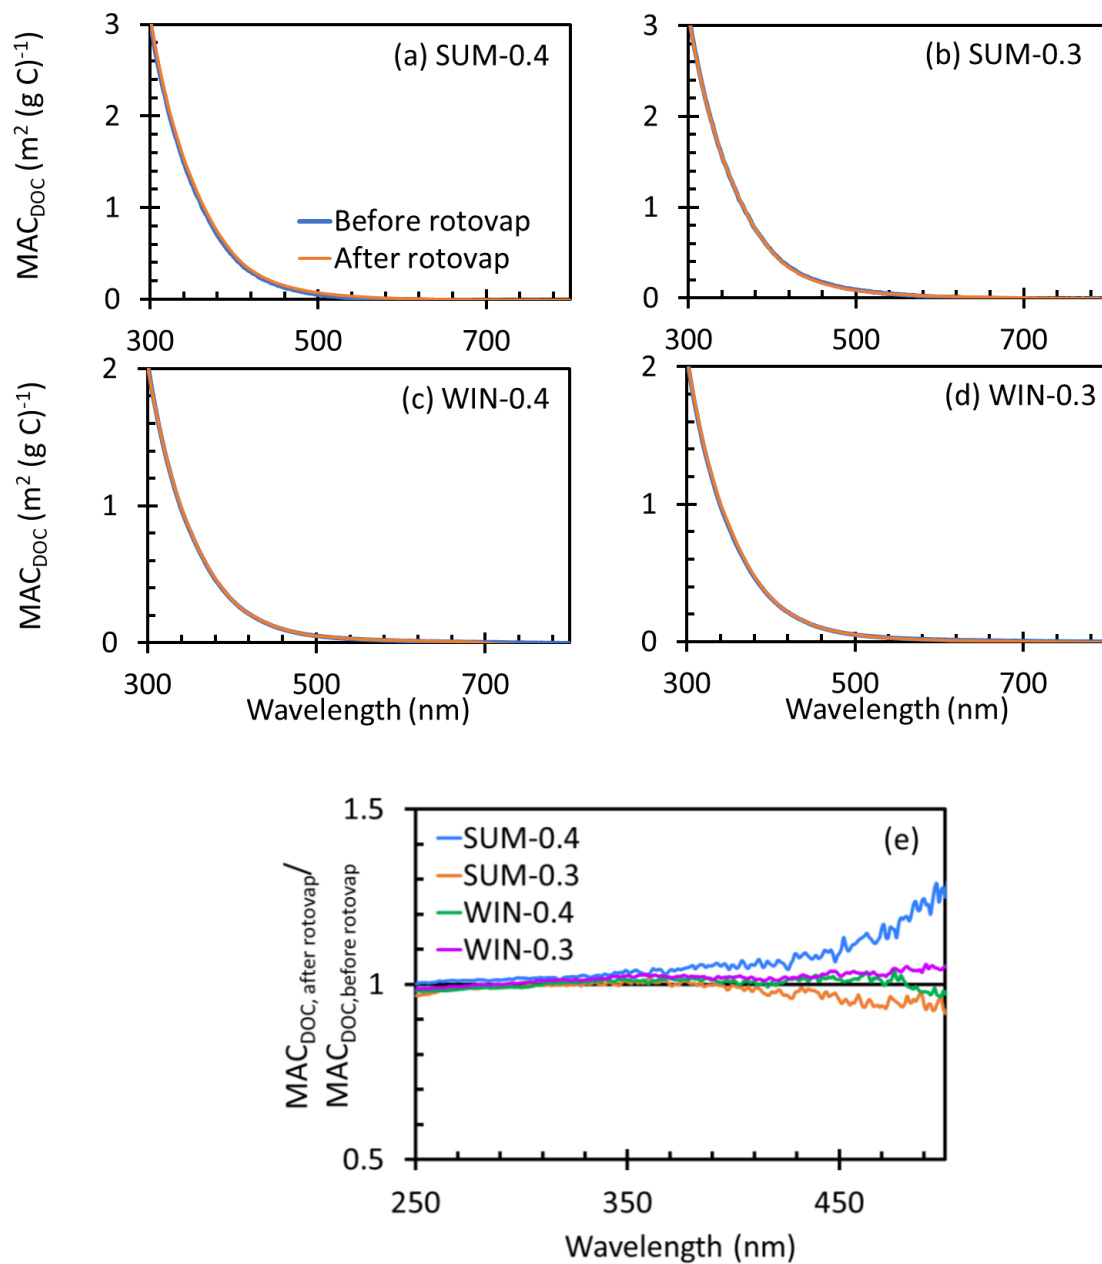 3
(a) SUM-0.4
2
1
Before rotovap
After rotovap
0
300
500
700
MAC_DOC (m² (g C)⁻¹
3
(b) SUM-0.3
2
1
0
300
500
700
2
(c) WIN-0.4
1
0
300
500
700
MAC_DOC (m² (g C)⁻¹
Wavelength (nm)
2
(d) WIN-0.3
1
0
300
500
700
Wavelength (nm)
1.5
(e)
SUM-0.4
SUM-0.3
WIN-0.4
WIN-0.3
1
0.5
250
350
450
MAC_DOC, after rotovap/
MAC_DOC,before rotovap
Wavelength (nm)